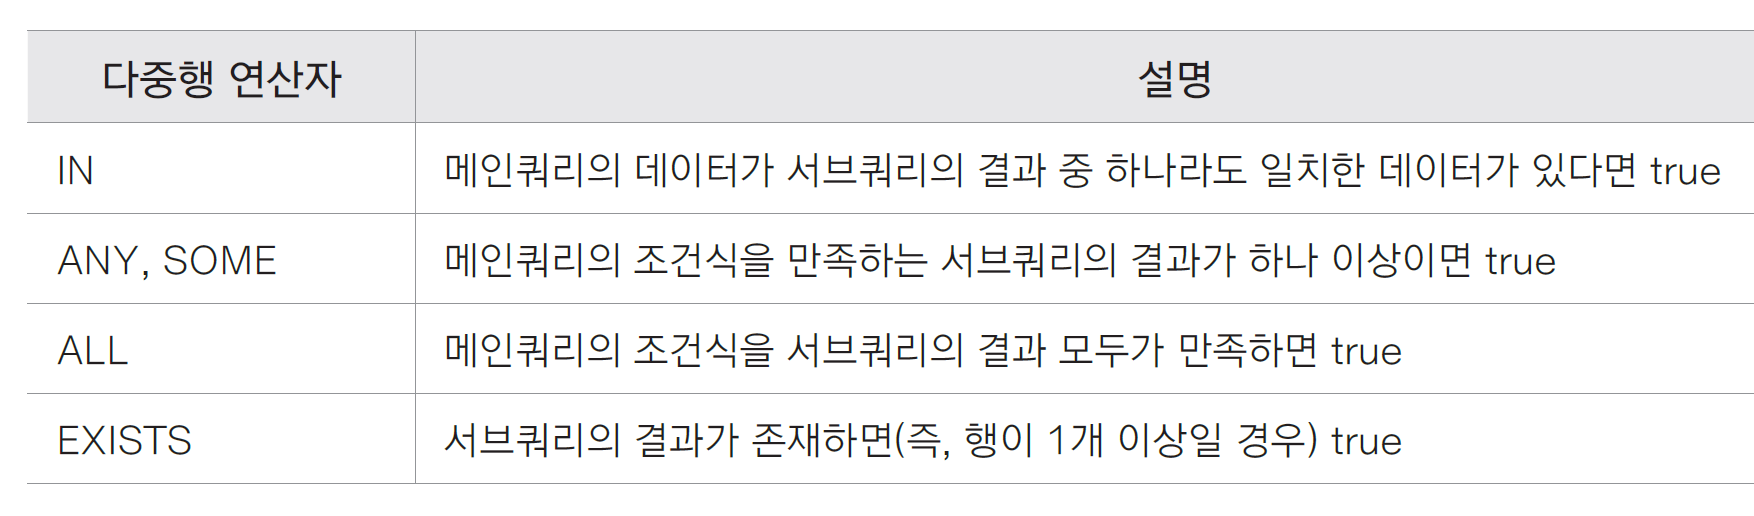 다중행 연산자 설명
IN 메인쿼리의 데이터가 서브쿼리의 결과 중 하나라도 일치한 데이터가 있다면 true
ANY, SOME 메인쿼리의 조건식을 만족하는 서브쿼리의 결과가 하나 이상이면 true
ALL 메인쿼리의 조건식을 서브쿼리의 결과 모두가 만족하면 true
EXISTS 서브쿼리의 결과가 존재하면(즉, 행이 1개 이상일 경우) true